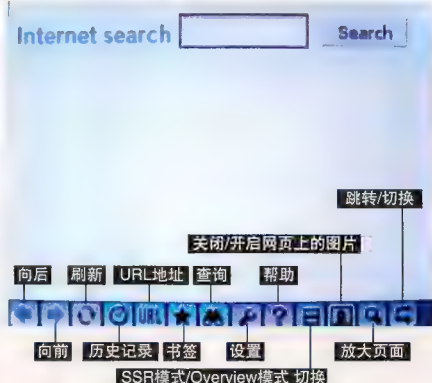 Internet search Search
跳转/切换
关闭/开启网页上的图片
向后 刷新 URL地址 查询 帮助
URL
向前 历史记录 书签 设置 放大页面
SSR模式/Overview模式 切换